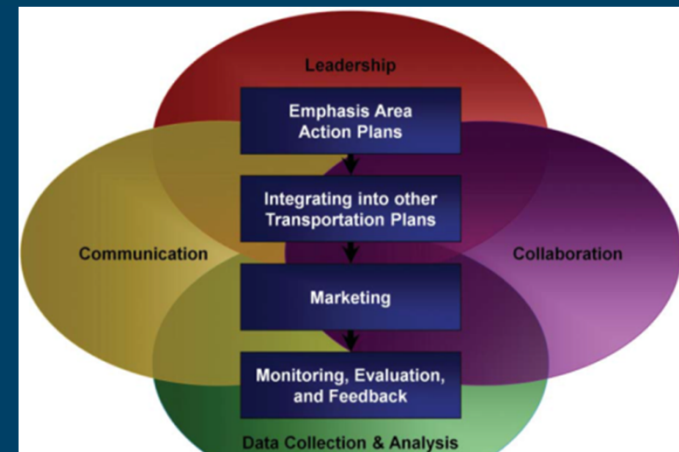 Leadership
Emphasis Area
Action Plans
Integrating into other
Transportation Plans
Communication
Collaboration
Marketing
Monitoring, Evaluation,
and Feedback
Data Collection & Analysis